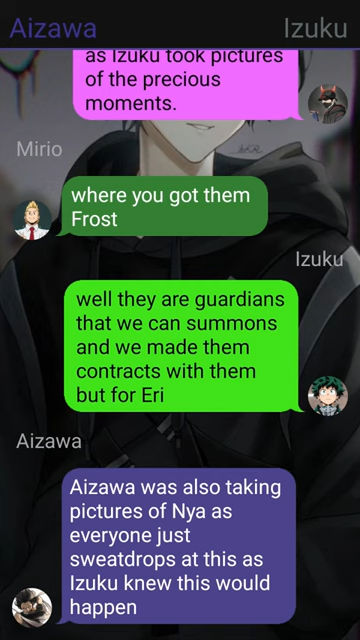 Aizawa Izuku
as Izuku took pictures
of the precious
moments.
Mirio
where you got them
Frost
Izuku
well they are guardians
that we can summons
and we made them
contracts with them
but for Eri
Aizawa
Aizawa was also taking
pictures of Nya as
everyone just
sweatdrops at this as
Izuku knew this would
happen